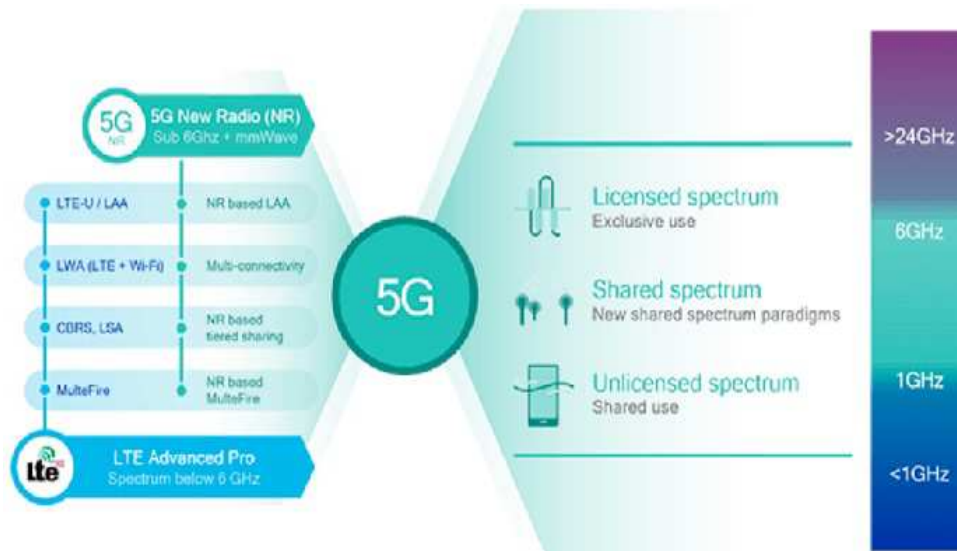 5G
NR
5G New Radio (NR)
Sub 6Ghz + mmWave
LTE-U / LAA
NR based LAA
LWA (LTE + Wi-Fi)
Multi-connectivity
CBRS, LSA
NR based
tiered sharing
MulteFire
NR based
MulteFire
Lte
LTE Advanced Pro
Spectrum below 6 GHz
5G
Licensed spectrum
Exclusive use
Shared spectrum
New shared spectrum paradigms
Unlicensed spectrum
Shared use
>24GHz
6GHz
1GHz
<1GHz